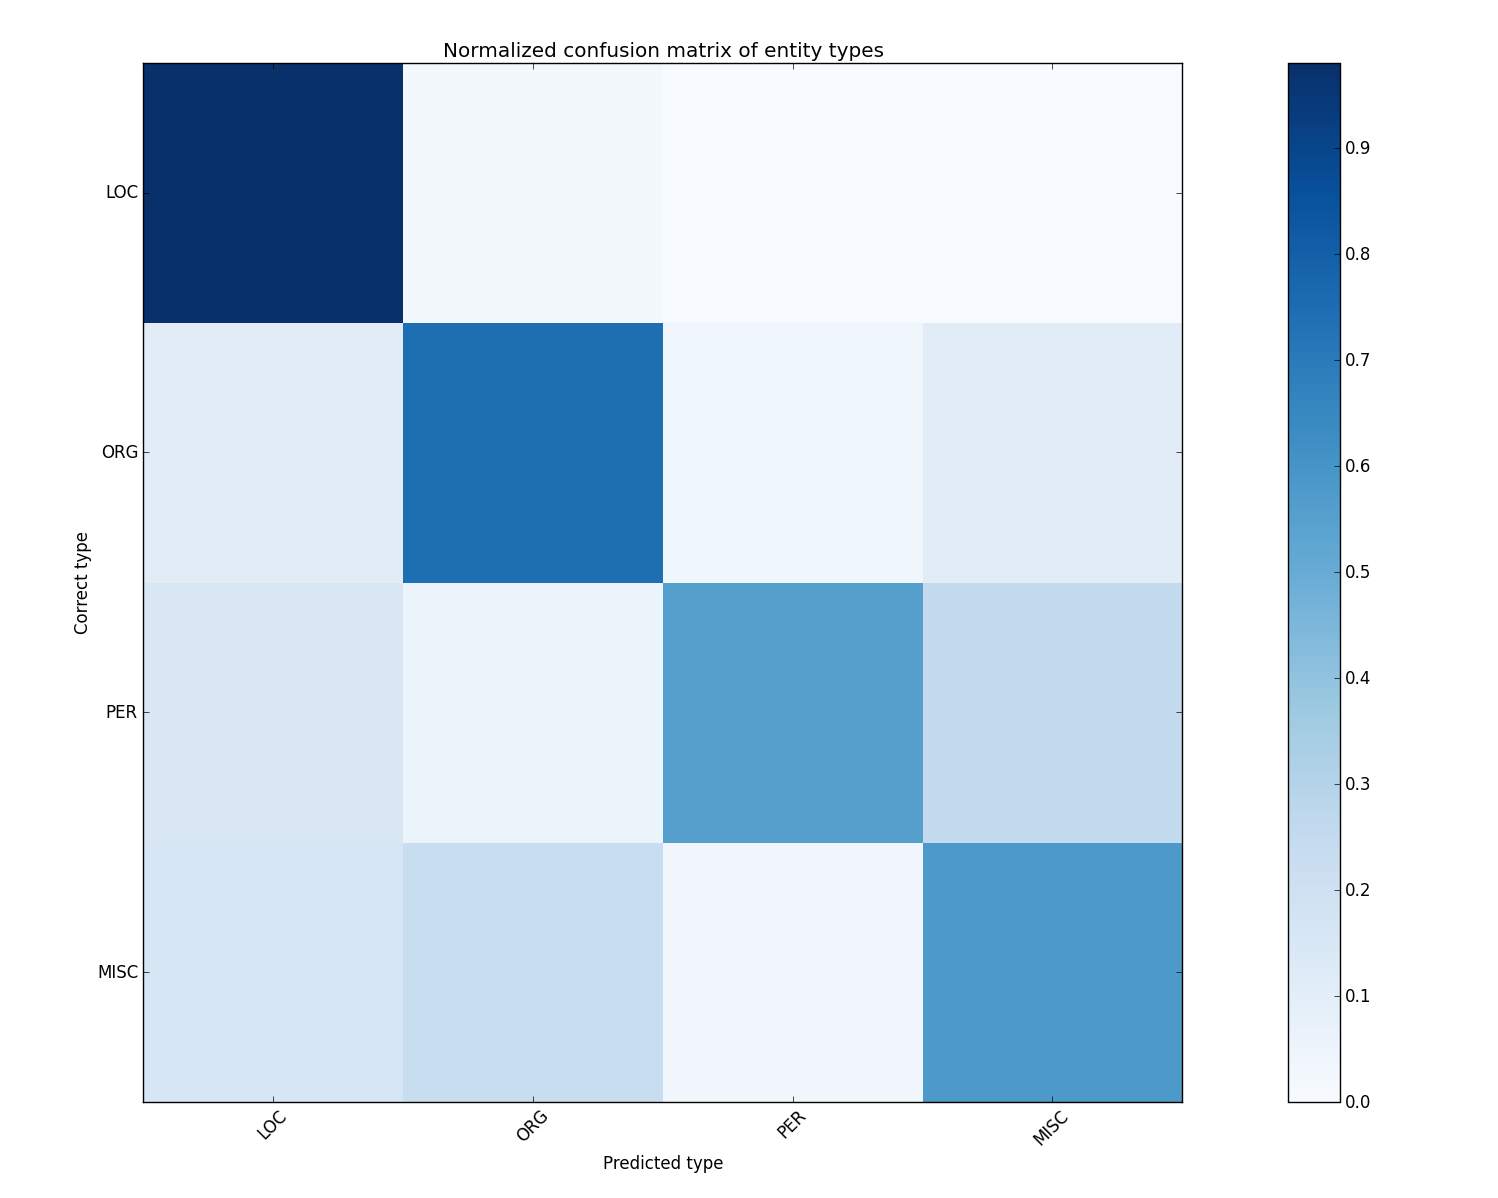 Normalized confusion matrix of entity types
LOC
ORG
PER
MISC
Correct type
LOC
ORG
PER
MISC
Predicted type
0.9
0.8
0.7
0.6
0.5
0.4
0.3
0.2
0.1
0.0